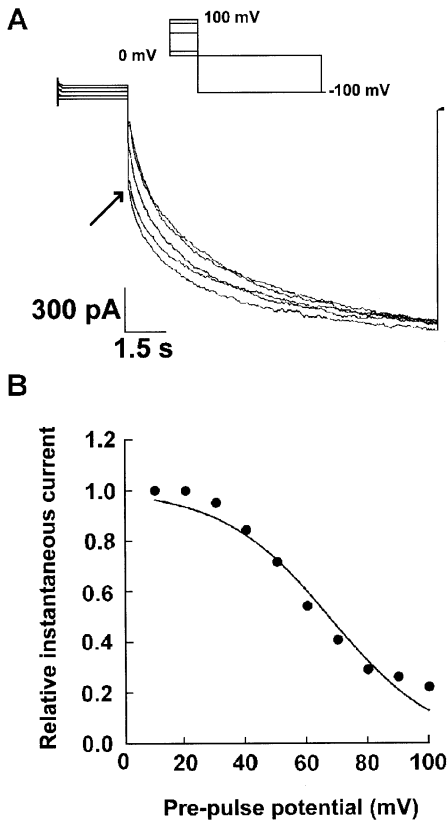 A
100 mV
0 mV
-100 mV
300 pA
1.5 s
B
1.2
1.0
0.8
0.6
0.4
0.2
0.0
0 20 40 60 80 100
Relative instantaneous current
Pre-pulse potential (mV)